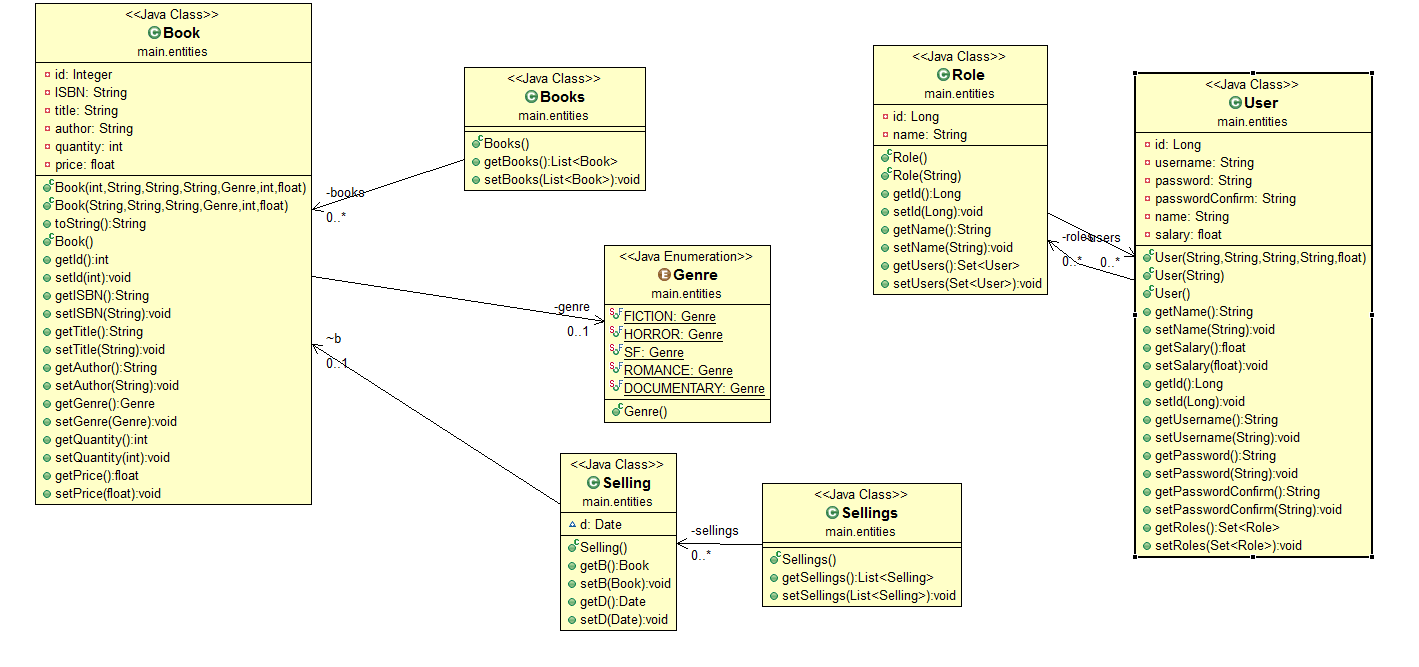 <<Java Class>>
Book
main.entities
id: Integer
ISBN: String
title: String
author: String
quantity: int
price: float
Book(int,String,String,String,Genre,int,float)
Book(String,String,String,Genre,int,float)
toString():String
Book()
getId():int
setId(int):void
getISBN():String
setISBN(String):void
getTitle():String
setTitle(String):void
getAuthor():String
setAuthor(String):void
getGenre():Genre
setGenre(Genre):void
getQuantity():int
setQuantity(int):void
getPrice():float
setPrice(float):void
<<Java Class>>
Books
main.entities
Books()
getBooks():List<Book>
setBooks(List<Book>):void
-books
0..*
<<Java Enumeration>>
Genre
main.entities
FICTION: Genre
HORROR: Genre
SF: Genre
ROMANCE: Genre
DOCUMENTARY: Genre
Genre()
-genre
0..1
~b
0..1
<<Java Class>>
Selling
main.entities
d: Date
Selling()
getB():Book
setB(Book):void
getD():Date
setD(Date):void
-sellings
0..*
<<Java Class>>
Sellings
main.entities
Sellings()
getSellings():List<Selling>
setSellings(List<Selling>):void
<<Java Class>>
Role
main.entities
id: Long
name: String
Role()
Role(String)
getId():Long
setId(Long):void
getName():String
setName(String):void
getUsers():Set<User>
setUsers(Set<User>):void
-roles
0..*
-users
0..*
<<Java Class>>
User
main.entities
id: Long
username: String
password: String
passwordConfirm: String
name: String
salary: float
User(String,String,String,String,float)
User(String)
User()
getName():String
setName(String):void
getSalary():float
setSalary(float):void
getId():Long
setId(Long):void
getUsername():String
setUsername(String):void
getPassword():String
setPassword(String):void
getPasswordConfirm():String
setPasswordConfirm(String):void
getRoles():Set<Role>
setRoles(Set<Role>):void